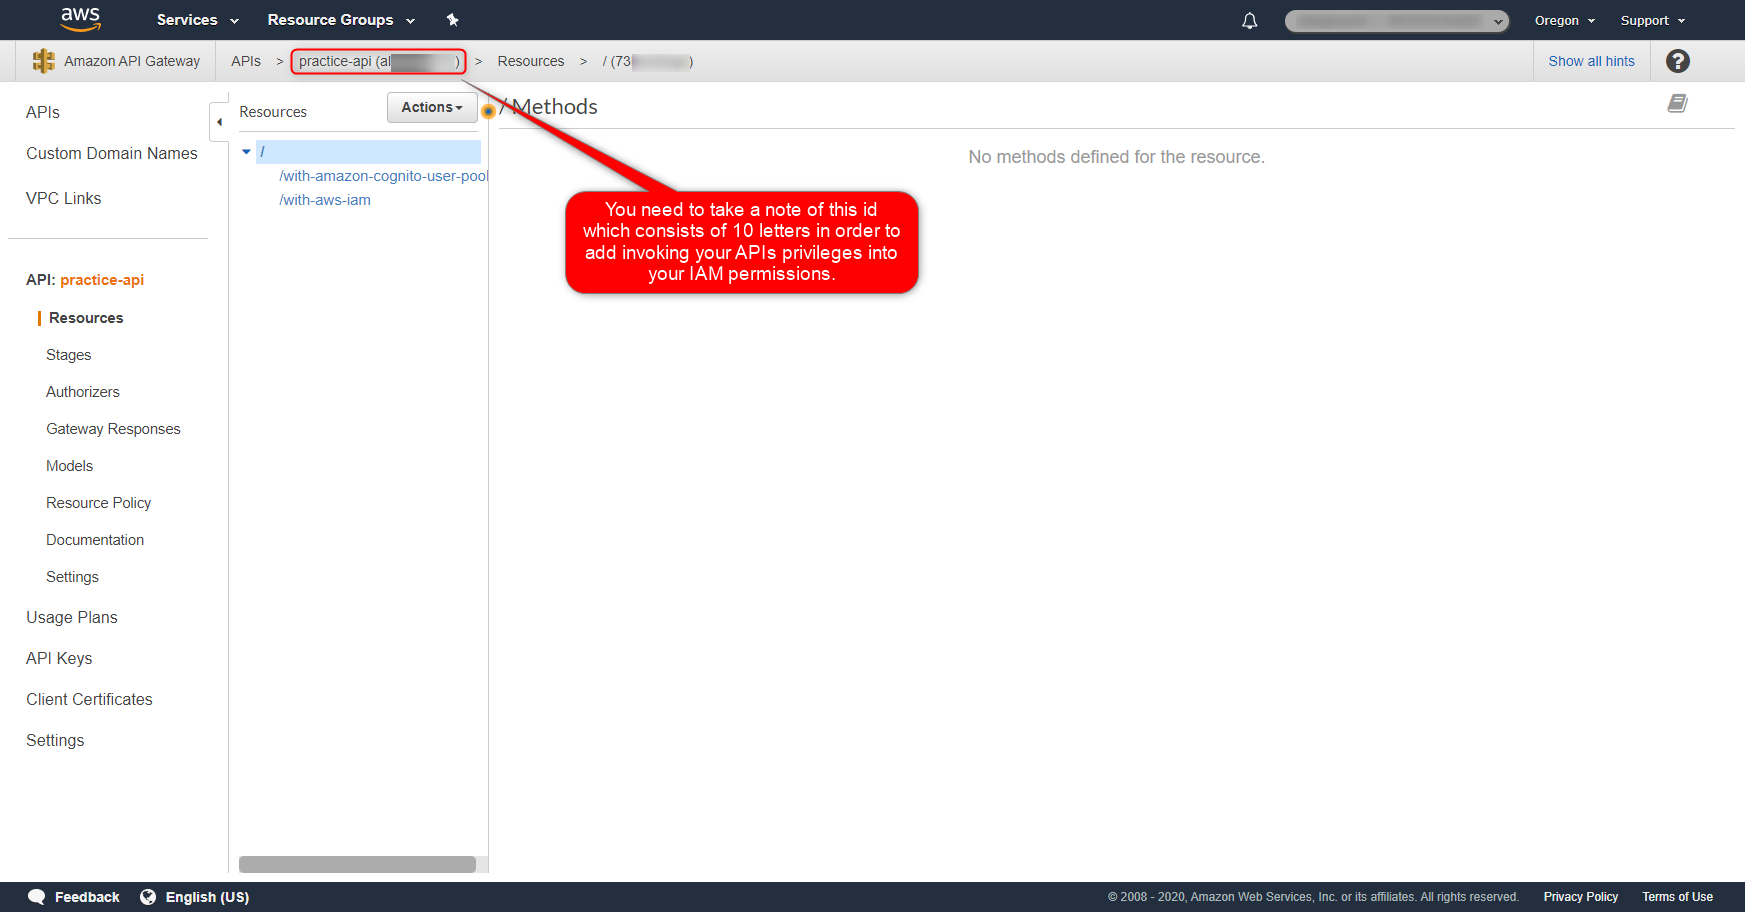 aws
Services
Resource Groups
Oregon
Support
Amazon API Gateway
APIs > practice-api (al ) > Resources > / (73 )
Show all hints
?
APIs
Custom Domain Names
VPC Links
API: practice-api
Resources
Stages
Authorizers
Gateway Responses
Models
Resource Policy
Documentation
Settings
Usage Plans
API Keys
Client Certificates
Settings
Resources
Actions
/
/with-amazon-cognito-user-pool
/with-aws-iam
/ Methods
No methods defined for the resource.
You need to take a note of this id
which consists of 10 letters in order to
add invoking your APIs privileges into
your IAM permissions.
Feedback
English (US)
© 2008 - 2020, Amazon Web Services, Inc. or its affiliates. All rights reserved.
Privacy Policy
Terms of Use